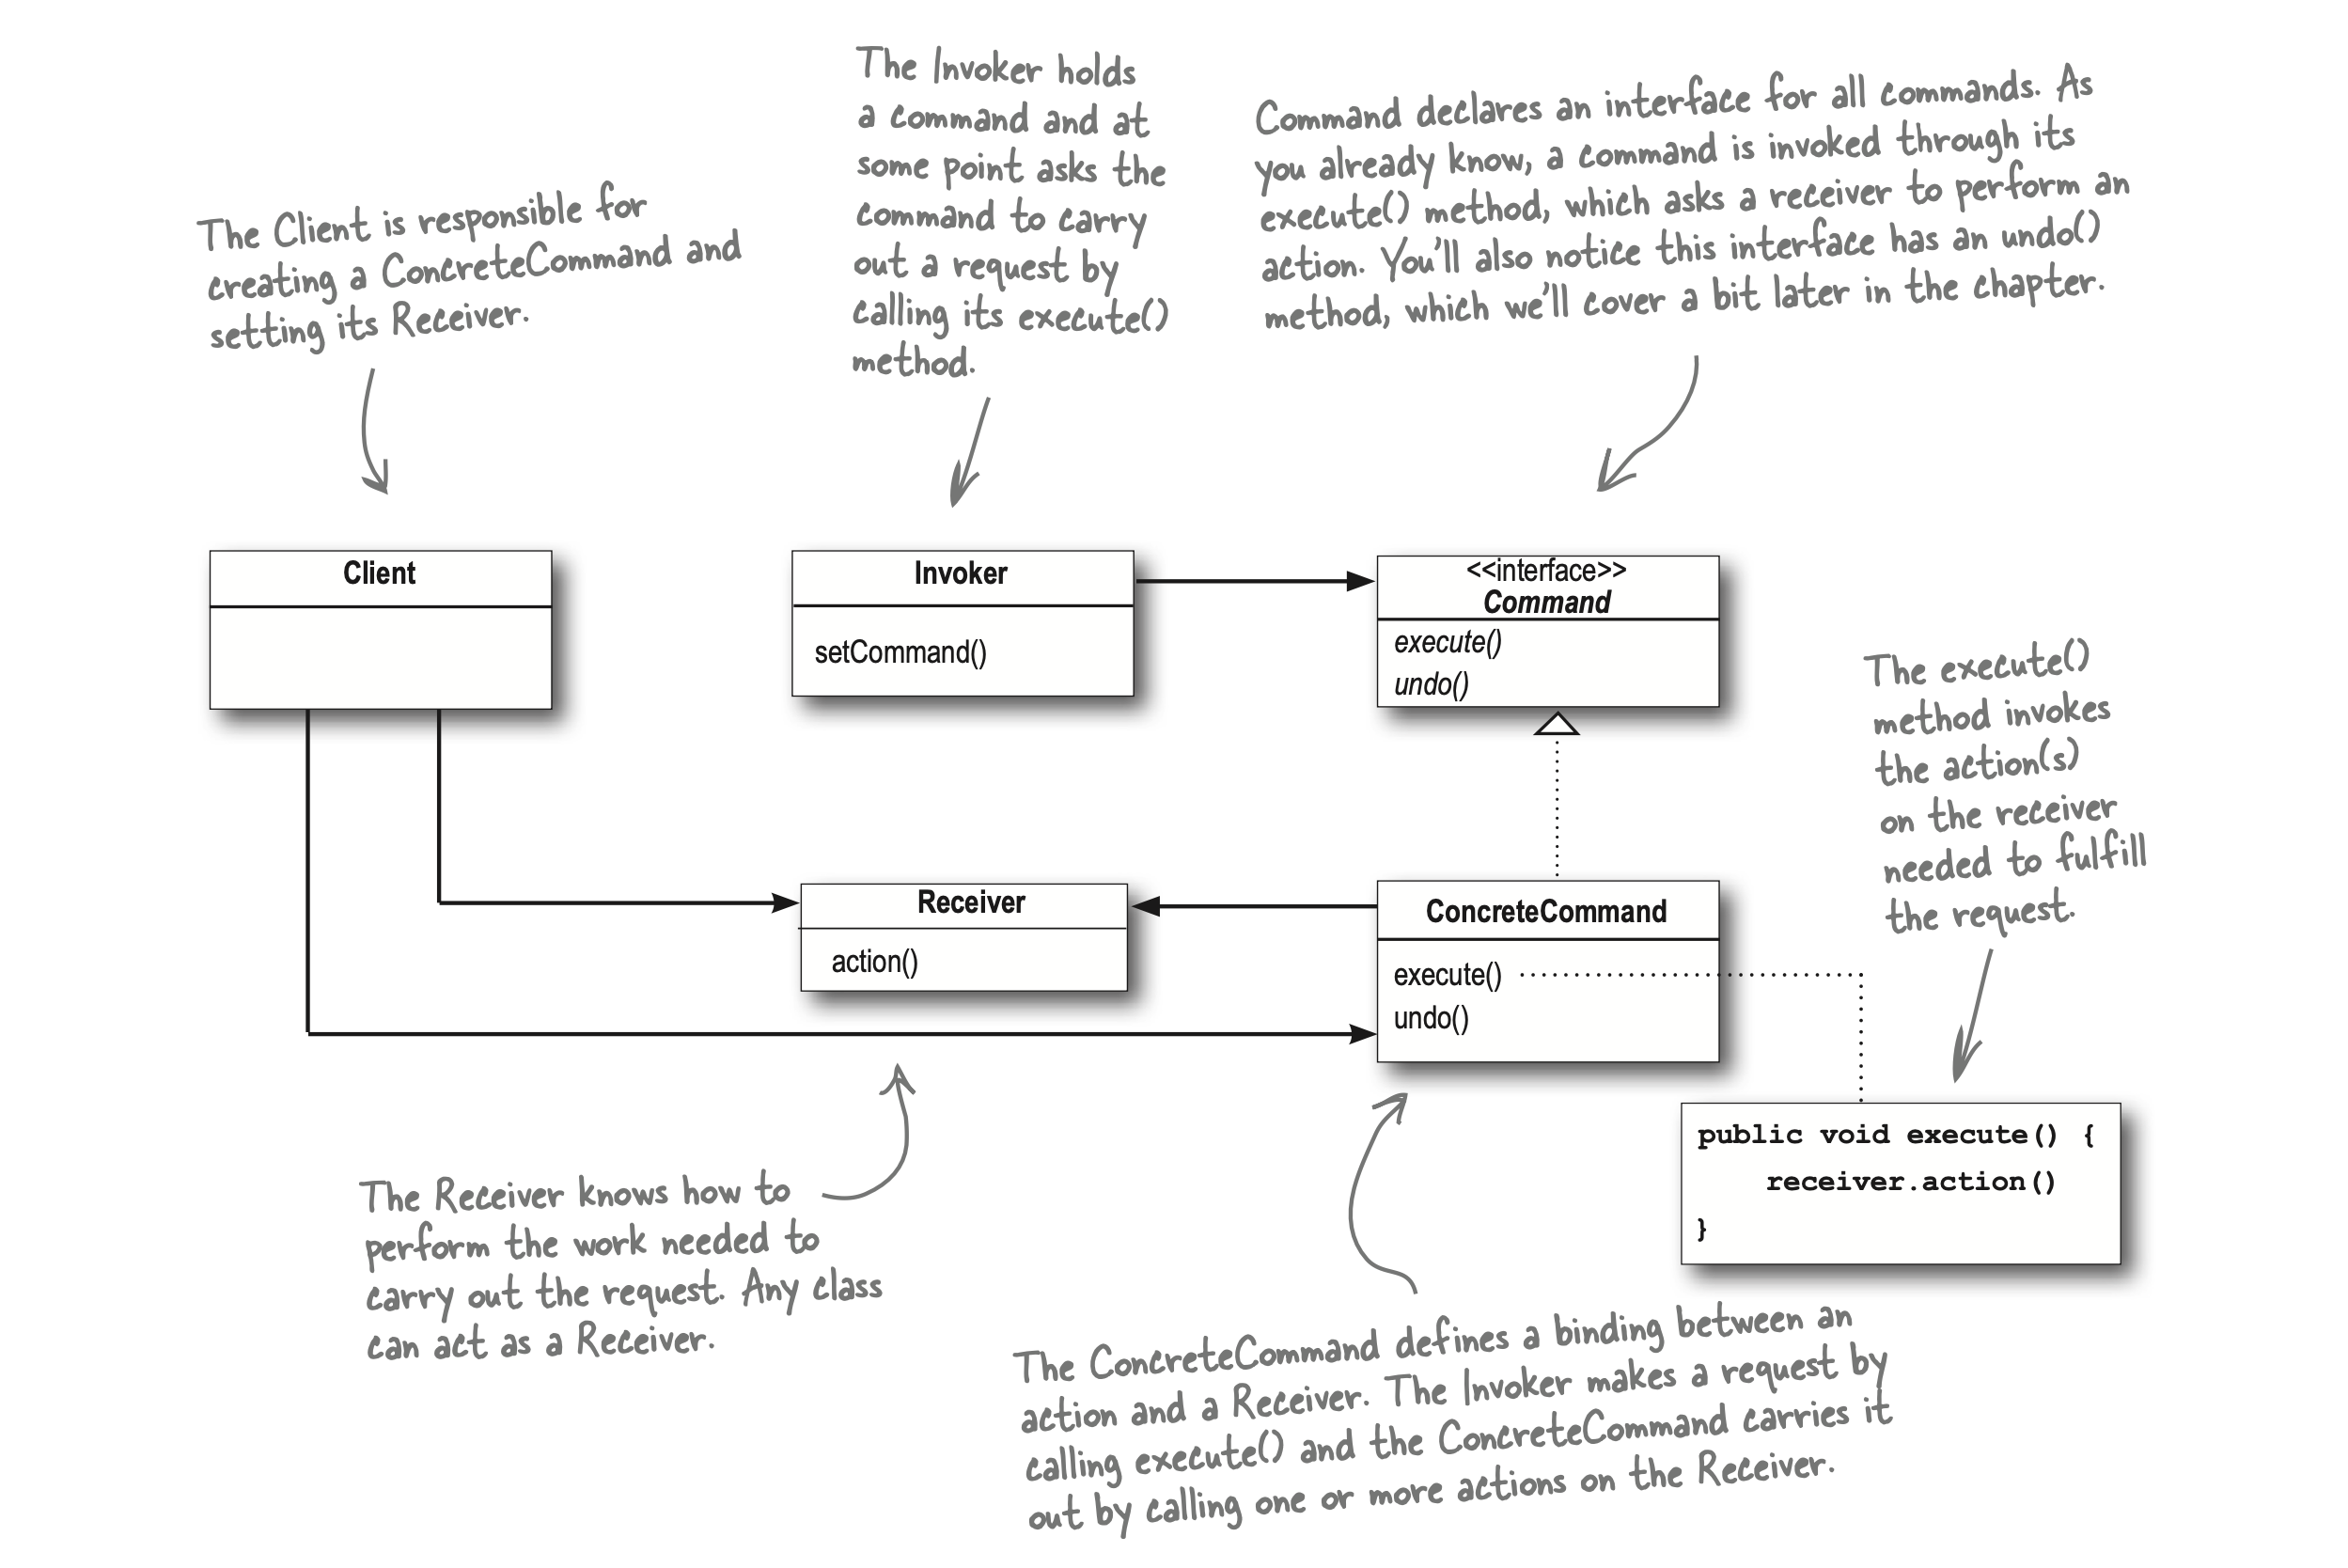 The Client is responsible for
creating a ConcreteCommand and
setting its Receiver.
The Invoker holds
a command and at
some point asks the
command to carry
out a request by
calling its execute()
method.
Command declares an interface for all commands. As
you already know, a command is invoked through its
execute() method, which asks a receiver to perform an
action. You'll also notice this interface has an undo()
method, which we'll cover a bit later in the chapter.
Client
Invoker
setCommand()
<<interface>>
Command
execute()
undo()
The execute()
method invokes
the action(s)
on the receiver
needed to fulfill
the request.
Receiver
action()
ConcreteCommand
execute()
undo()
public void execute() {
receiver.action()
}
The Receiver knows how to
perform the work needed to
carry out the request. Any class
can act as a Receiver.
The ConcreteCommand defines a binding between an
action and a Receiver. The Invoker makes a request by
calling execute() and the ConcreteCommand carries it
out by calling one or more actions on the Receiver.